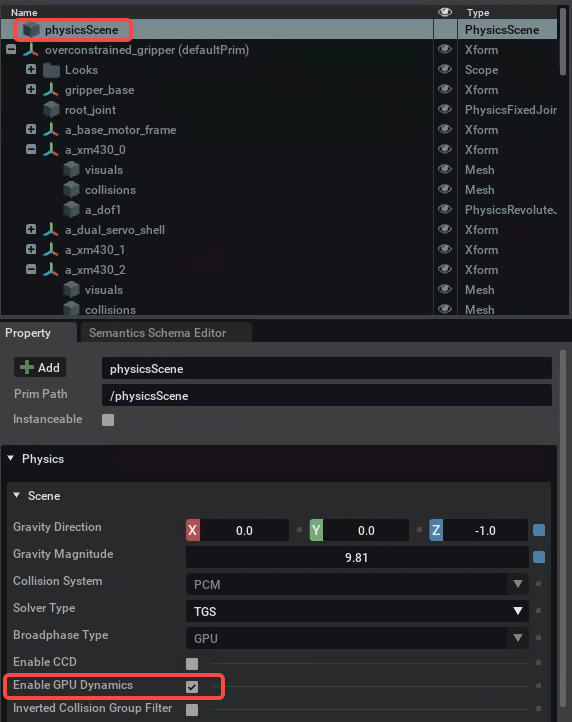 Name Type
physicsScene PhysicsScene
overconstrained_gripper (defaultPrim) Xform
Looks Scope
gripper_base Xform
root_joint PhysicsFixedJoin
a_base_motor_frame Xform
a_xm430_0 Xform
visuals Mesh
collisions Mesh
a_dof1 PhysicsRevolute
a_dual_servo_shell Xform
a_xm430_1 Xform
a_xm430_2 Xform
visuals Mesh
collisions Mesh
Property Semantics Schema Editor
Add physicsScene
Prim Path /physicsScene
Instanceable
Physics
Scene
Gravity Direction X 0.0 Y 0.0 Z -1.0
Gravity Magnitude 9.81
Collision System PCM
Solver Type TGS
Broadphase Type GPU
Enable CCD
Enable GPU Dynamics
Inverted Collision Group Filter